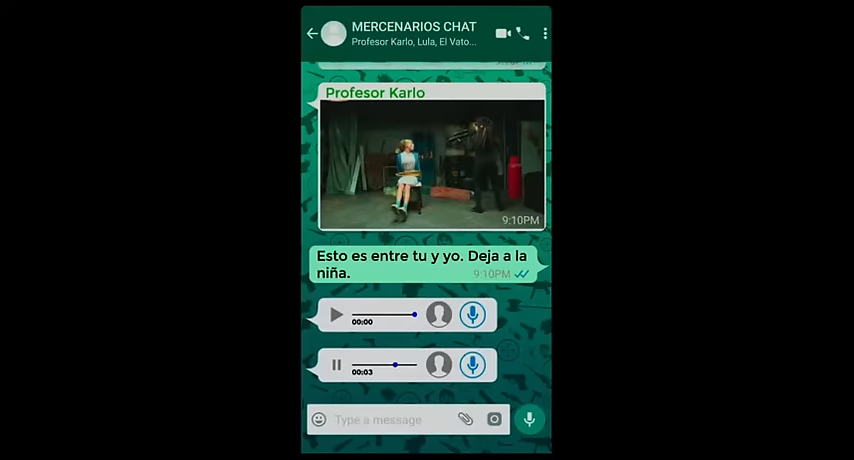 MERCENARIOS CHAT
Profesor Karlo, Lula, El Vato...
Profesor Karlo
9:10PM
Esto es entre tu y yo. Deja a la
niña.
9:10PM
00:00
00:03
Type a message